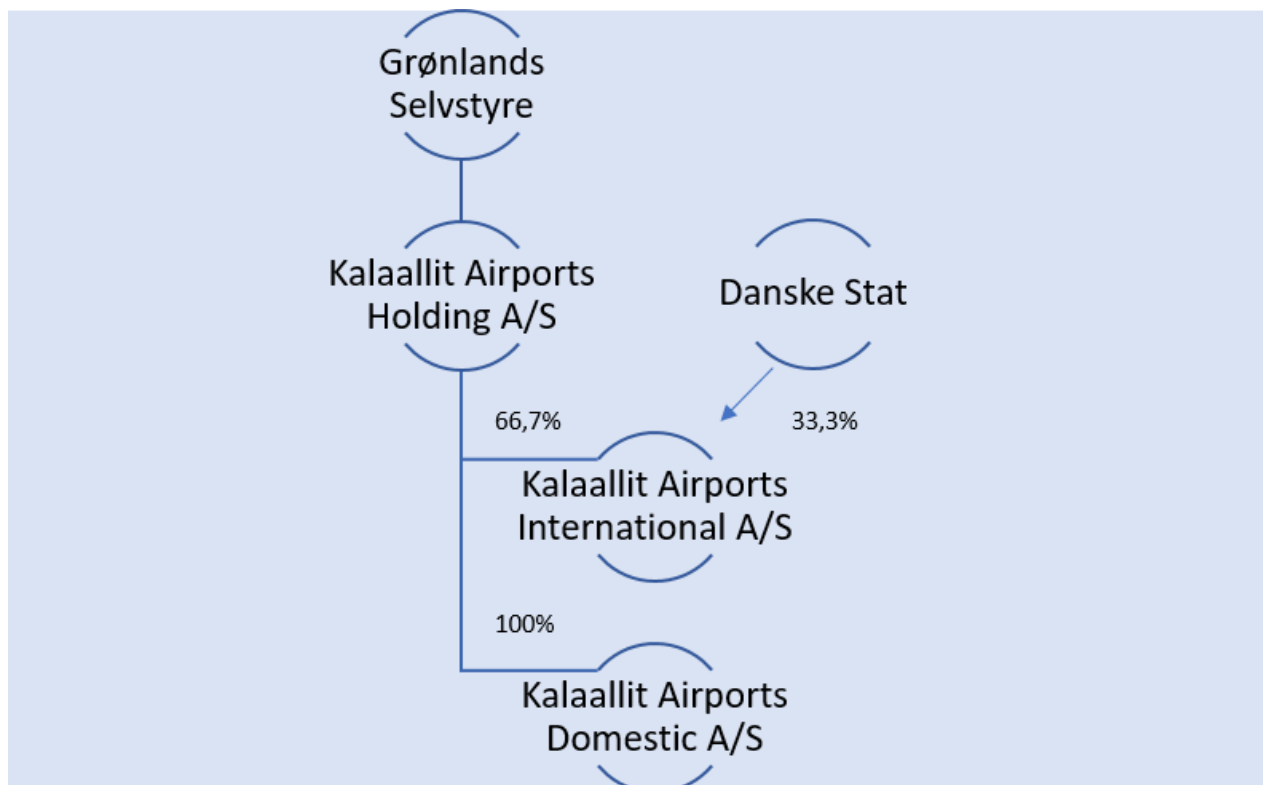 Grønlands
Selvstyre
Kalaallit Airports
Holding A/S
Danske Stat
66,7%
33,3%
Kalaallit Airports
International A/S
100%
Kalaallit Airports
Domestic A/S